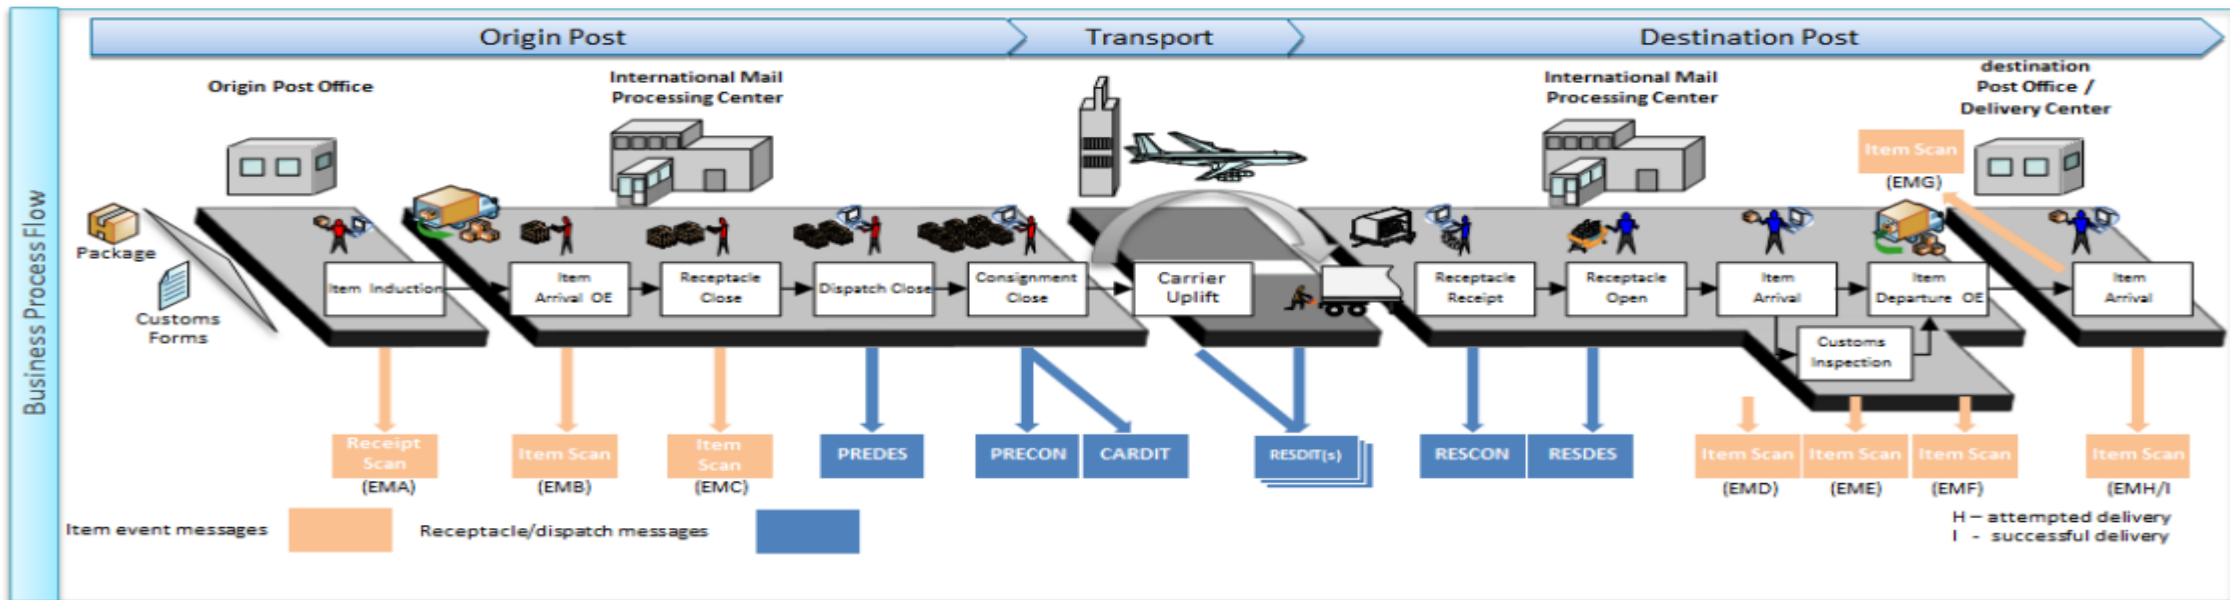 Business Process Flow
Origin Post
Transport
Destination Post
Origin Post Office
International Mail
Processing Center
International Mail
Processing Center
destination
Post Office /
Delivery Center
Item Scan
(EMG)
Package
Customs
Forms
Item Induction
Item
Arrival OE
Receptacle
Close
Dispatch Close
Consignment
Close
Carrier
Uplift
Receptacle
Receipt
Receptacle
Open
Item
Arrival
Item
Departure OE
Item
Arrival
Customs
Inspection
Receipt
Scan
(EMA)
Item Scan
(EMB)
Item
Scan
(EMC)
PREDES
PRECON
CARDIT
RESDIT(s)
RESCON
RESDES
Item Scan
(EMD)
Item Scan
(EME)
Item Scan
(EMF)
Item Scan
(EMH/I
Item event messages
Receptacle/dispatch messages
H – attempted delivery
I - successful delivery